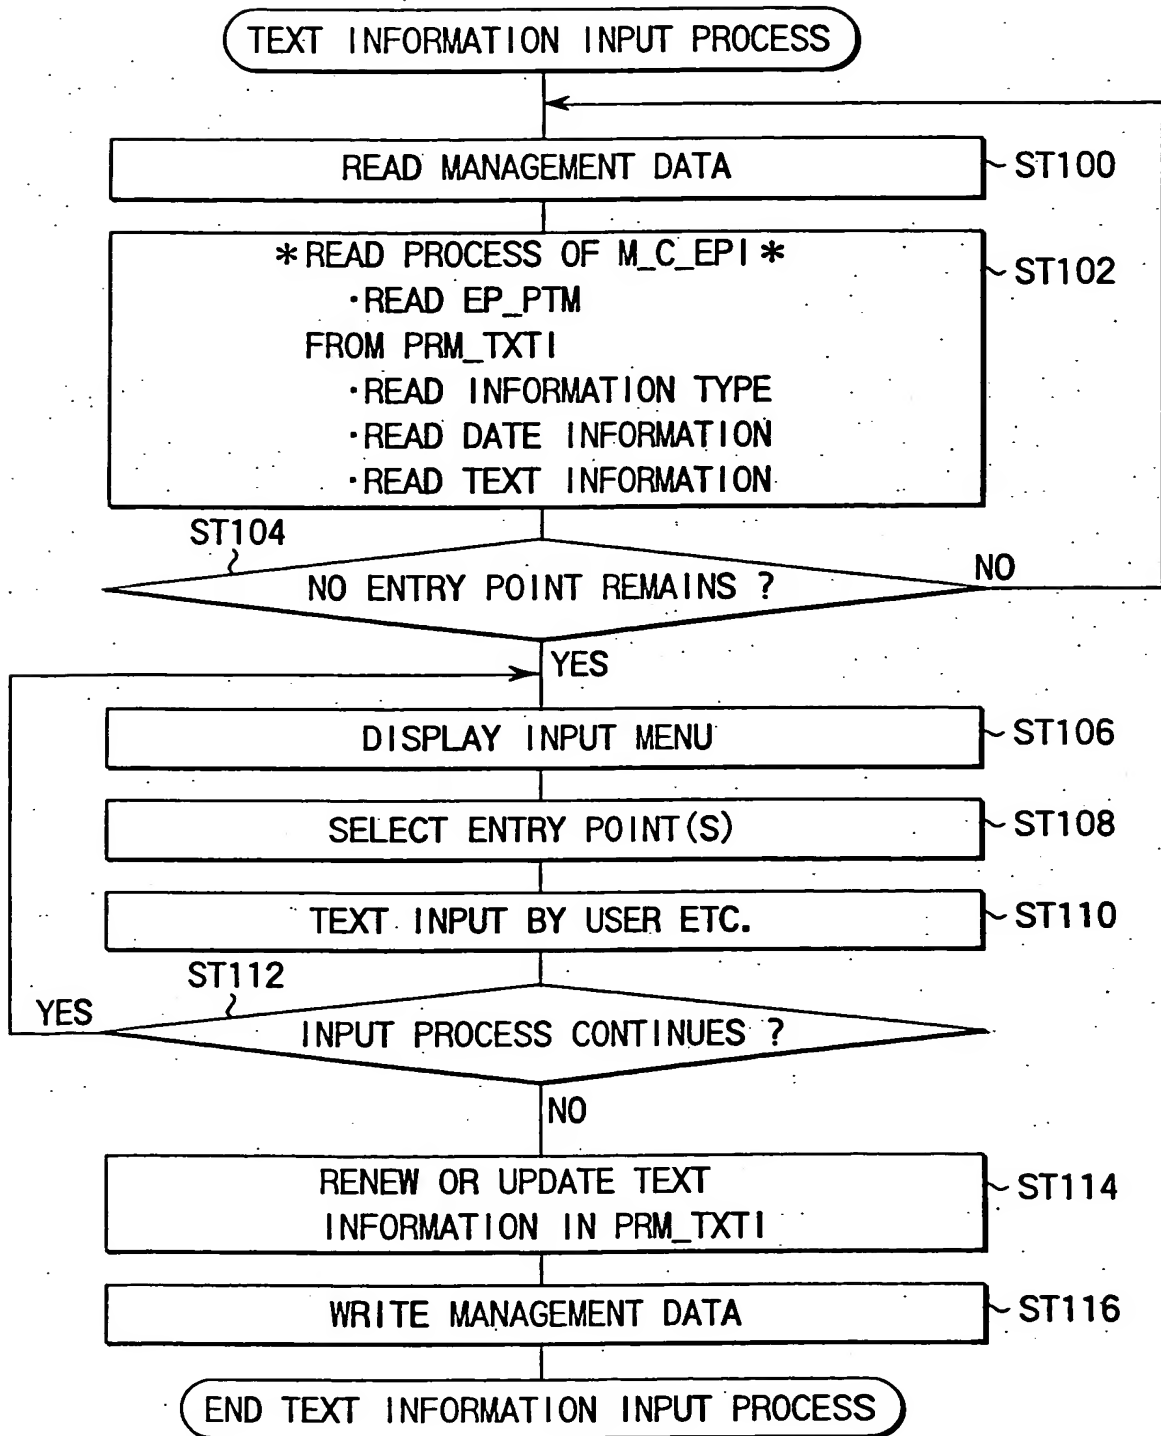 TEXT INFORMATION INPUT PROCESS
READ MANAGEMENT DATA
ST100
*READ PROCESS OF M_C_EPI*
·READ EP_PTM
FROM PRM_TXTI
·READ INFORMATION TYPE
·READ DATE INFORMATION
·READ TEXT INFORMATION
ST102
ST104
NO ENTRY POINT REMAINS ?
NO
YES
DISPLAY INPUT MENU
ST106
SELECT ENTRY POINT(S)
ST108
TEXT INPUT BY USER ETC.
ST110
ST112
YES
INPUT PROCESS CONTINUES ?
NO
RENEW OR UPDATE TEXT
INFORMATION IN PRM_TXTI
ST114
WRITE MANAGEMENT DATA
ST116
END TEXT INFORMATION INPUT PROCESS